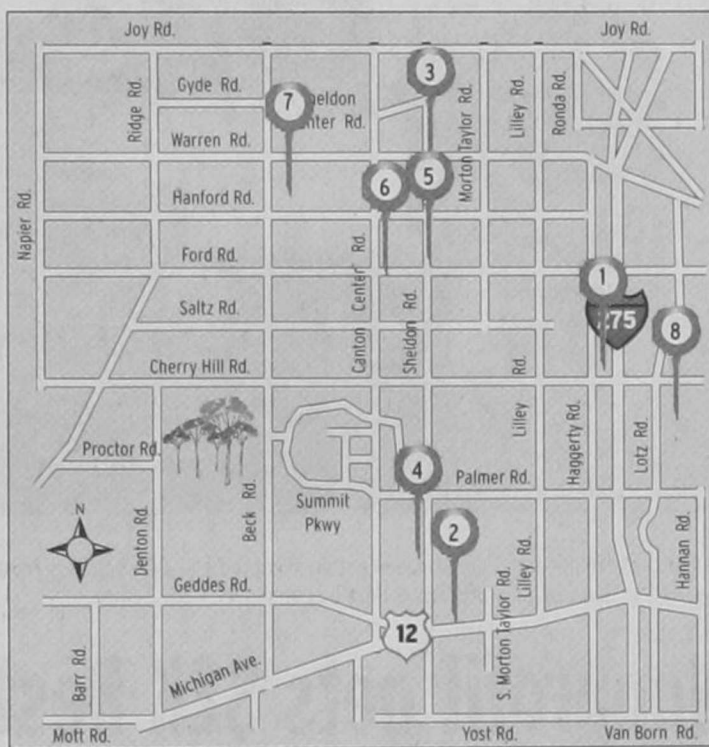 Joy Rd.
Joy Rd.
Ridge Rd.
Gyde Rd.
7
3
Sheldon
Center Rd.
Morton Taylor Rd.
Lilley Rd.
Ronda Rd.
Warren Rd.
Napier Rd.
Hanford Rd.
6
5
Ford Rd.
Canton Center Rd.
Sheldon Rd.
1
275
8
Saltz Rd.
Cherry Hill Rd.
Lilley Rd.
Haggerty Rd.
Lotz Rd.
Proctor Rd.
4
Palmer Rd.
Beck Rd.
Summit
Pkwy
2
N
Denton Rd.
Hannan Rd.
Geddes Rd.
Lilley Rd.
S. Morton Taylor Rd.
12
Barr Rd.
Michigan Ave.
Mott Rd.
Yost Rd.
Van Born Rd.